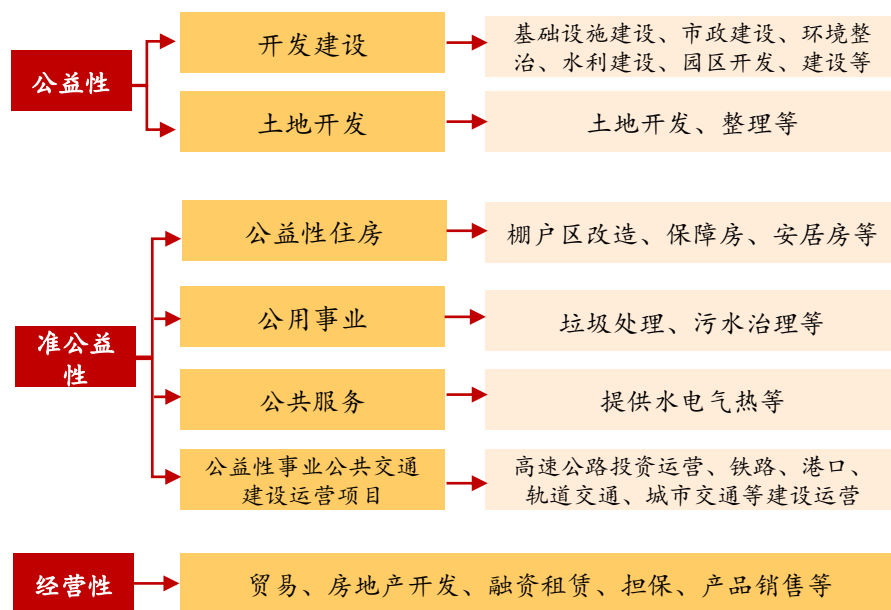 公益性
开发建设
基础设施建设、市政建设、环境整
治、水利建设、园区开发、建设等
土地开发
土地开发、整理等
准公益
性
公益性住房
棚户区改造、保障房、安居房等
公用事业
垃圾处理、污水治理等
公共服务
提供水电气热等
公益性事业公共交通
建设运营项目
高速公路投资运营、铁路、港口、
轨道交通、城市交通等建设运营
经营性
贸易、房地产开发、融资租赁、担保、产品销售等